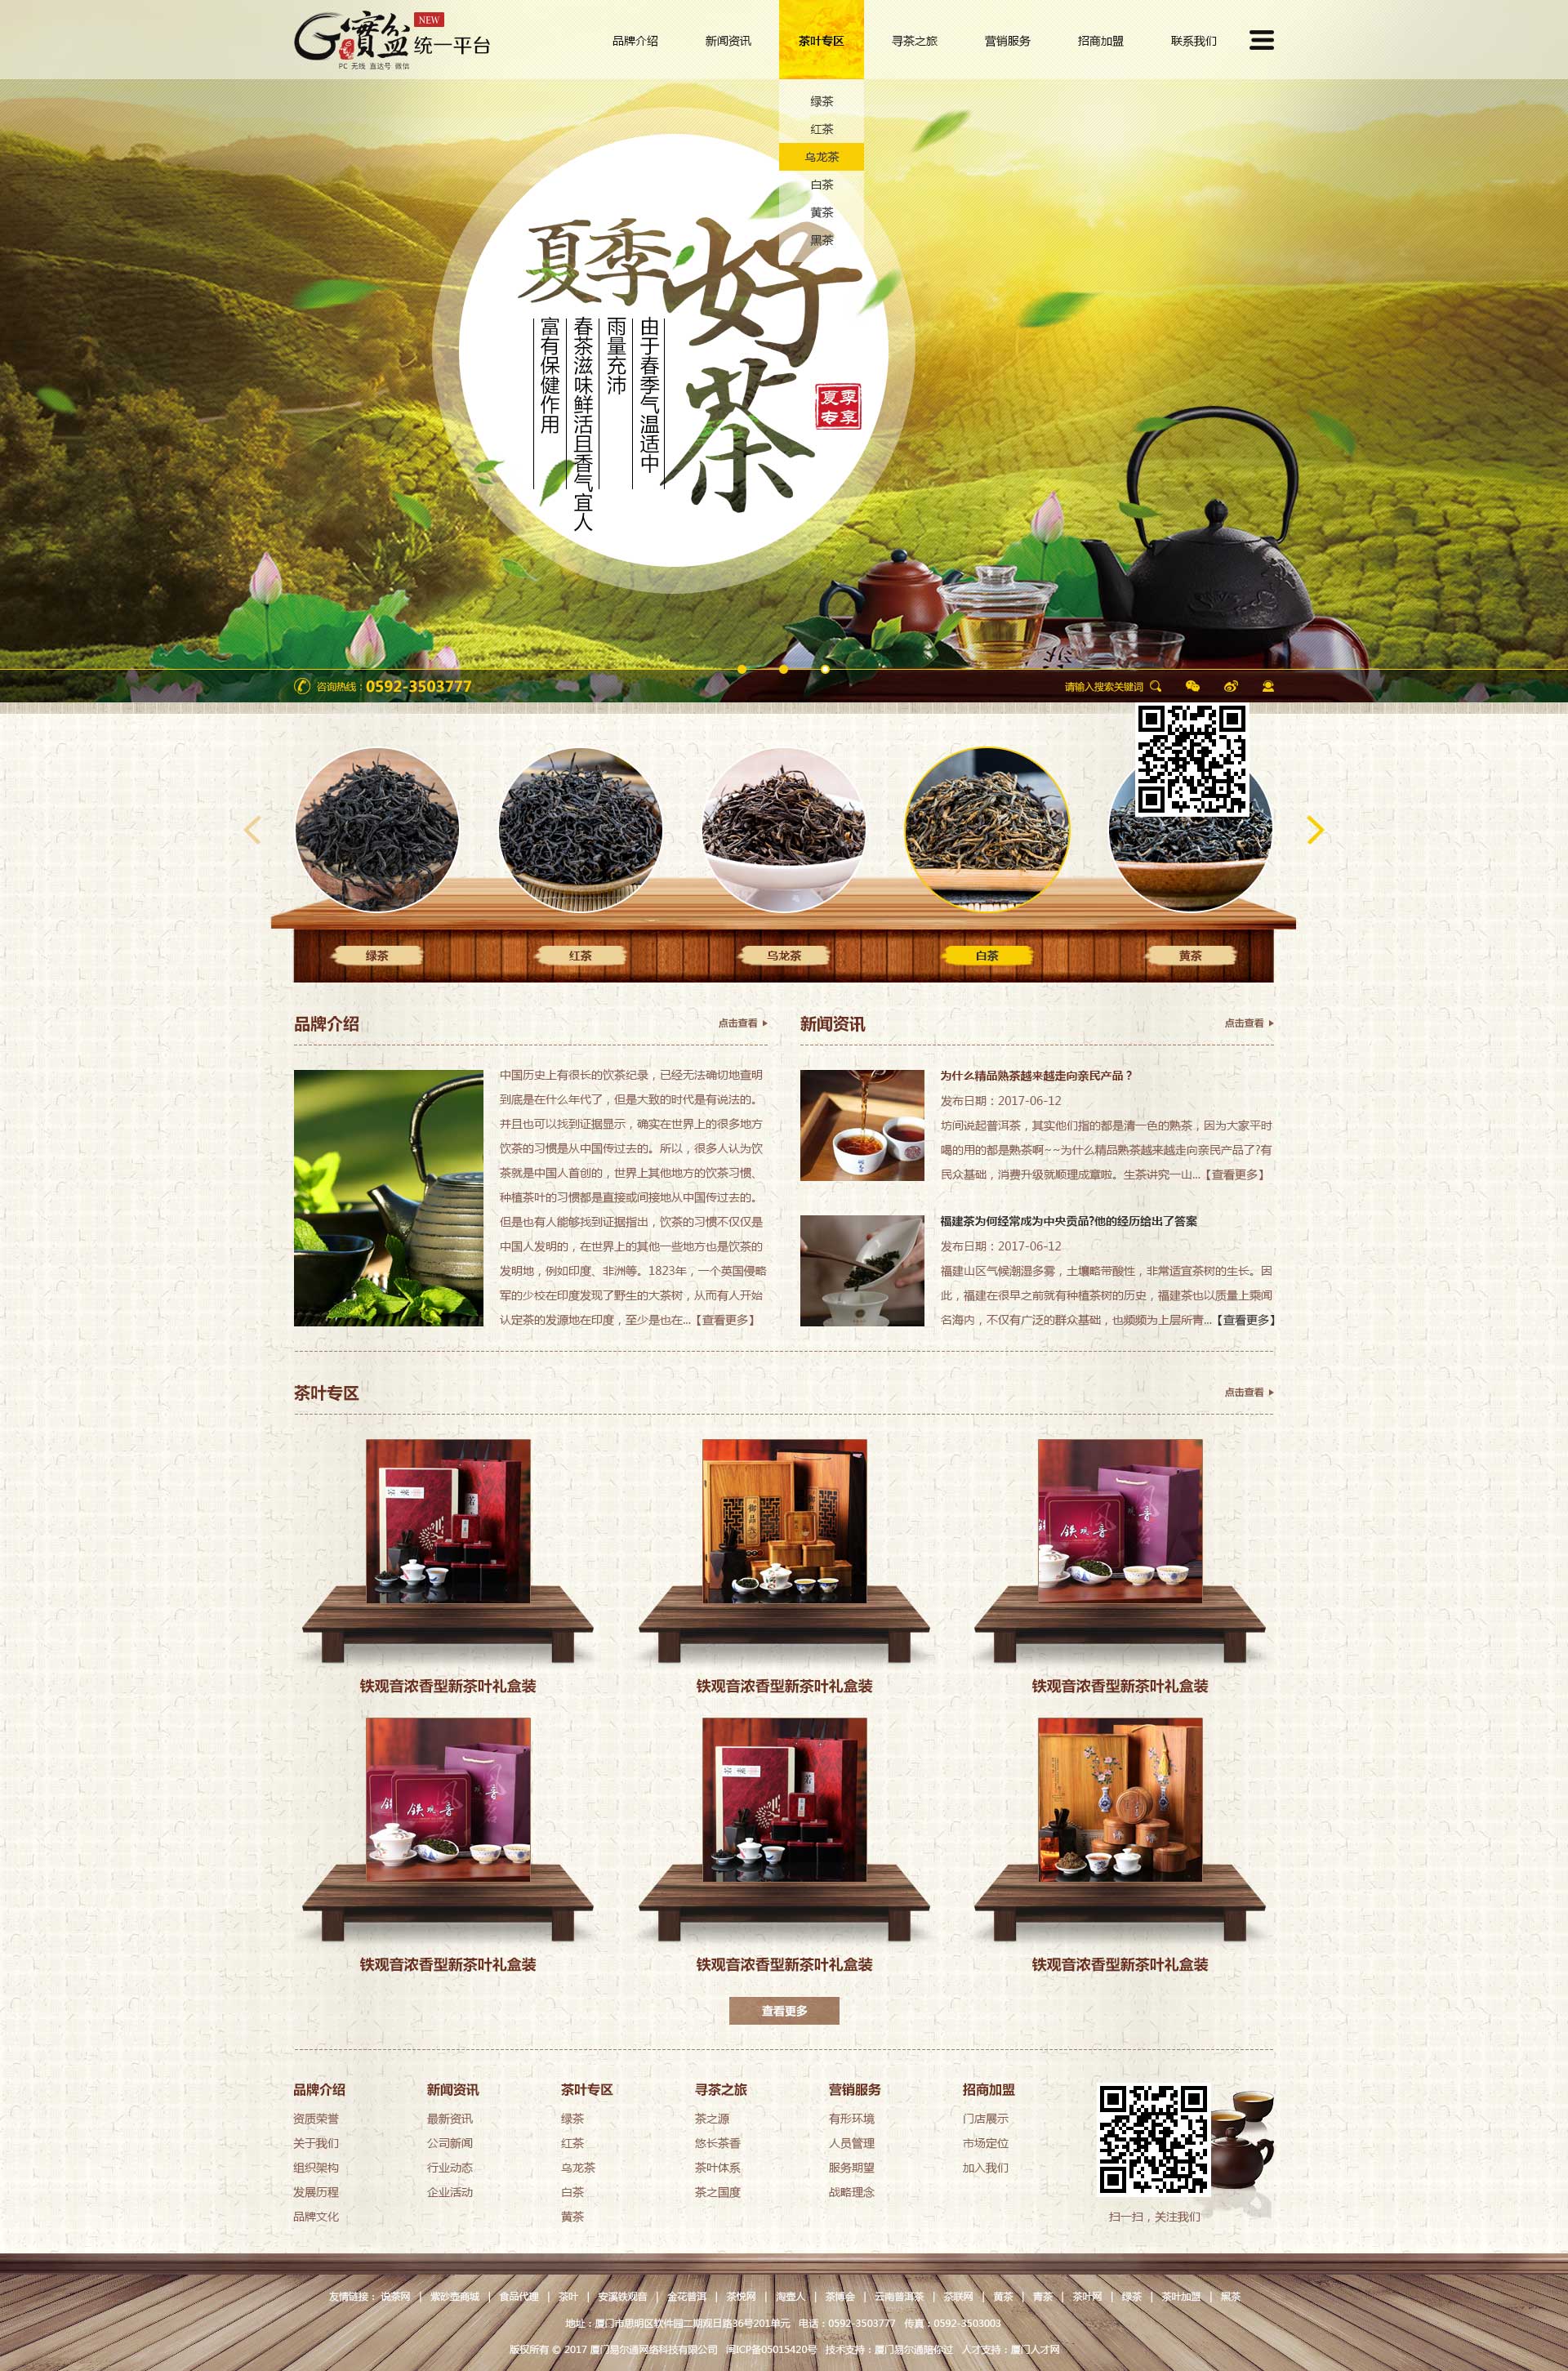 G寶盆
NEW
统一平台
PC 无线 直达号 微信
品牌介绍
新闻资讯
茶叶专区
寻茶之旅
营销服务
招商加盟
联系我们
绿茶
红茶
乌龙茶
白茶
黄茶
黑茶
夏季好茶
由于春季气温适中
雨量充沛
春茶滋味鲜活且香气宜人
富有保健作用
夏季
专享
咨询热线：0592-3503777
请输入搜索关键词
绿茶
红茶
乌龙茶
白茶
黄茶
品牌介绍
点击查看
中国历史上有很长的饮茶纪录，已经无法确切地查明
到底是在什么年代了，但是大致的时代是有说法的。
并且也可以找到证据显示，确实在世界上的很多地方
饮茶的习惯是从中国传过去的。所以，很多人认为饮
茶就是中国人首创的，世界上其他地方的饮茶习惯、
种植茶叶的习惯都是直接或间接地从中国传过去的。
但是也有人能够找到证据指出，饮茶的习惯不仅仅是
中国人发明的，在世界上的其他一些地方也是饮茶的
发明地，例如印度、非洲等。1823年，一个英国侵略
军的少校在印度发现了野生的大茶树，从而有人开始
认定茶的发源地在印度，至少是也在...【查看更多】
新闻资讯
点击查看
为什么精品熟茶越来越走向亲民产品？
发布日期：2017-06-12
坊间说起普洱茶，其实他们指的都是清一色的熟茶，因为大家平时
喝的用的都是熟茶啊~~为什么精品熟茶越来越走向亲民产品了?有
民众基础，消费升级就顺理成章啦。生茶讲究一山...【查看更多】
福建茶为何经常成为中央贡品?他的经历给出了答案
发布日期：2017-06-12
福建山区气候潮湿多雾，土壤略带酸性，非常适宜茶树的生长。因
此，福建在很早之前就有种植茶树的历史，福建茶也以质量上乘闻
名海内，不仅有广泛的群众基础，也频频为上层所青...【查看更多】
茶叶专区
点击查看
铁观音浓香型新茶叶礼盒装
御品
铁观音浓香型新茶叶礼盒装
铁观音
铁观音浓香型新茶叶礼盒装
铁观音
铁观音浓香型新茶叶礼盒装
铁观音浓香型新茶叶礼盒装
铁观音浓香型新茶叶礼盒装
查看更多
品牌介绍
资质荣誉
关于我们
组织架构
发展历程
品牌文化
新闻资讯
最新资讯
公司新闻
行业动态
企业活动
茶叶专区
绿茶
红茶
乌龙茶
白茶
黄茶
寻茶之旅
茶之源
悠长茶香
茶叶体系
茶之国度
营销服务
有形环境
人员管理
服务期望
战略理念
招商加盟
门店展示
市场定位
加入我们
扫一扫，关注我们
友情链接： 说茶网 | 紫砂壶商城 | 食品代理 | 茶叶 | 安溪铁观音 | 金花普洱 | 茶悦网 | 淘壶人 | 茶博会 | 云南普洱茶 | 茶联网 | 黄茶 | 青茶 | 茶叶网 | 绿茶 | 茶叶加盟 | 黑茶
地址：厦门市思明区软件园二期观日路36号201单元 电话：0592-3503777 传真：0592-3503003
版权所有 © 2017 厦门易尔通网络科技有限公司 闽ICP备05015420号 技术支持：厦门易尔通陪你过 人才支持：厦门人才网